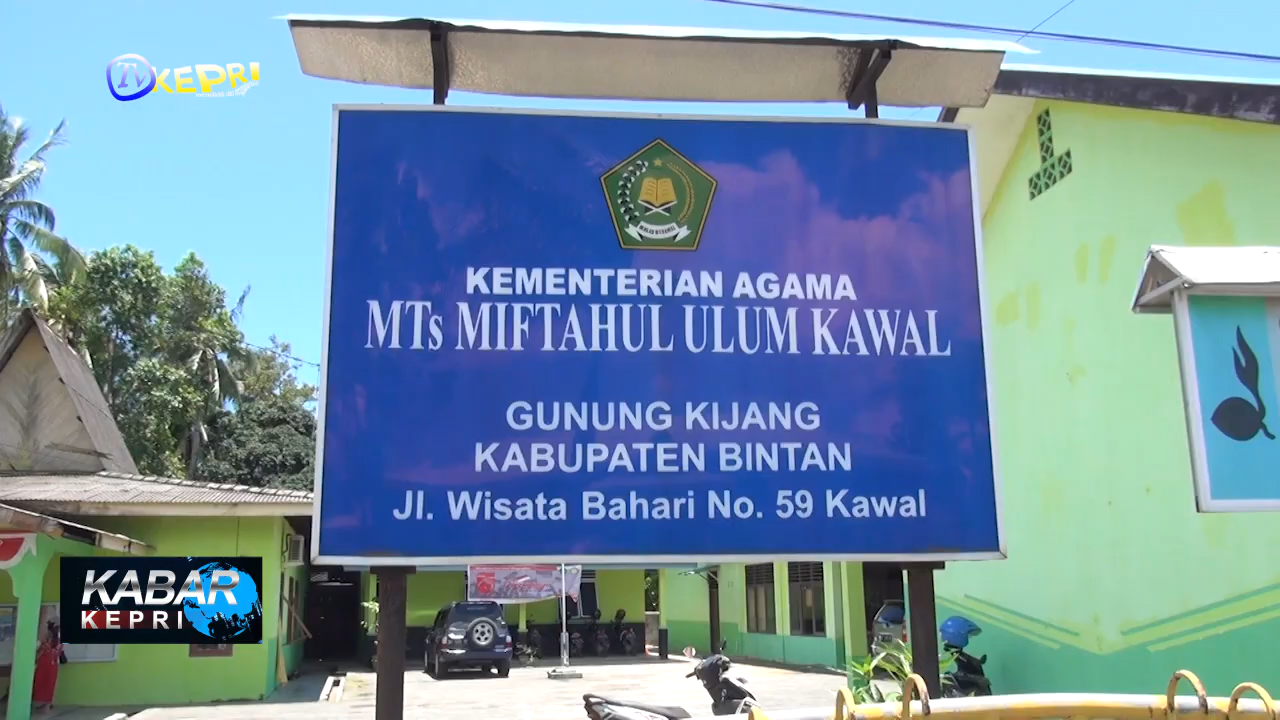 Tv KEPRI
KEMENTERIAN AGAMA
MTs MIFTAHUL ULUM KAWAL
GUNUNG KIJANG
KABUPATEN BINTAN
Jl. Wisata Bahari No. 59 Kawal
KABAR
KEPRI